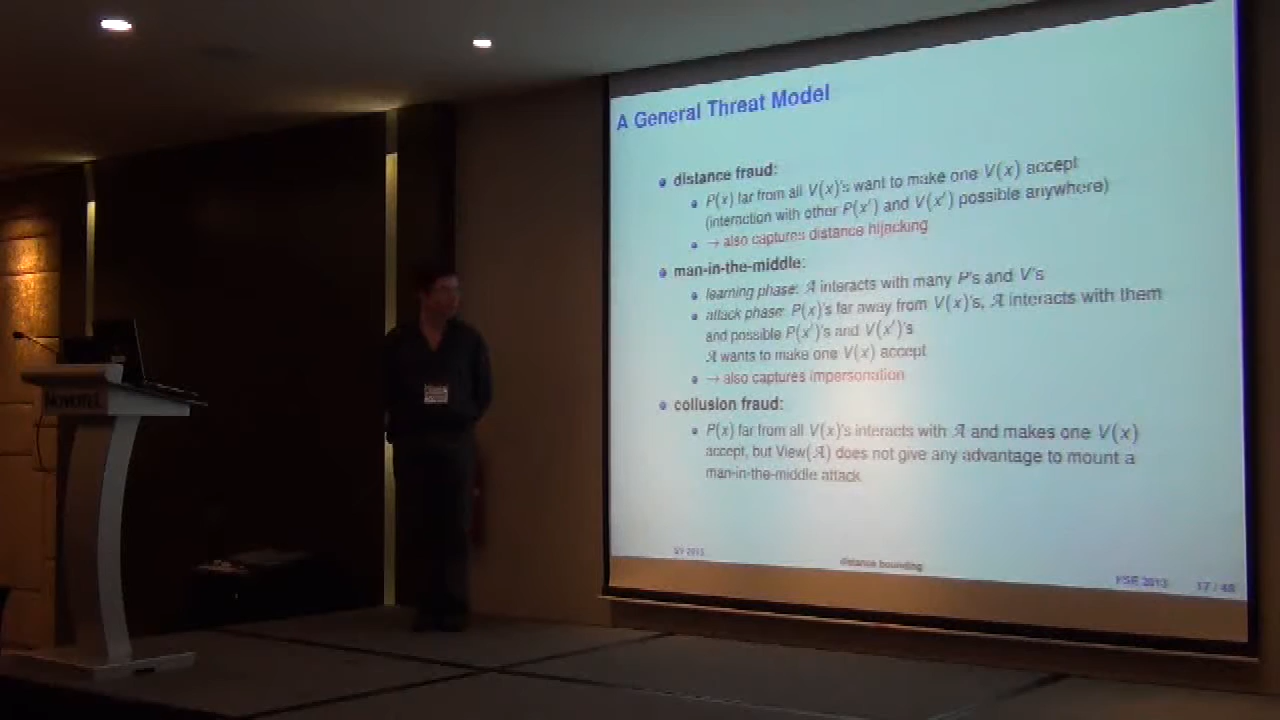 A General Threat Model
distance fraud:
P(x) far from all V(x)'s want to make one V(x) accept
(interaction with other P(x') and V(x') possible anywhere)
→ also captures distance hijacking
man-in-the-middle:
learning phase: 𝒜 interacts with many P's and V's
attack phase: P(x)'s far away from V(x)'s, 𝒜 interacts with them
and possible P(x')'s and V(x')'s
𝒜 wants to make one V(x) accept
→ also captures impersonation
collusion fraud:
P(x) far from all V(x)'s interacts with 𝒜 and makes one V(x)
accept, but View(𝒜) does not give any advantage to mount a
man-in-the-middle attack
SV 2013
distance bounding
FSE 2013
17 / 48
NOVOTEL